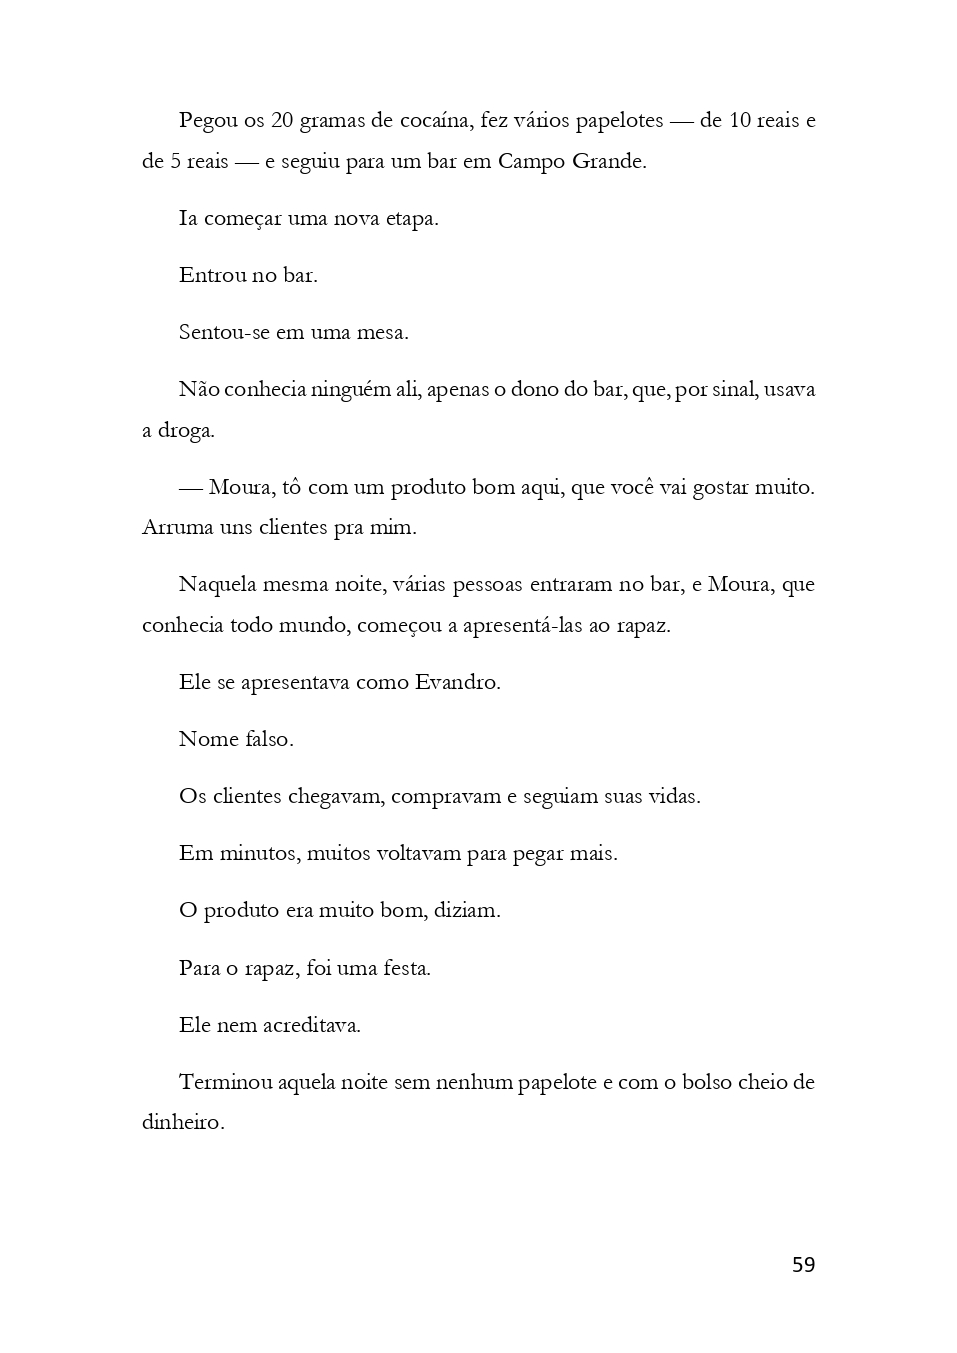 Pegou os 20 gramas de cocaína, fez vários papelotes — de 10 reais e
de 5 reais — e seguiu para um bar em Campo Grande.
Ia começar uma nova etapa.
Entrou no bar.
Sentou-se em uma mesa.
Não conhecia ninguém ali, apenas o dono do bar, que, por sinal, usava
a droga.
— Moura, tô com um produto bom aqui, que você vai gostar muito.
Arruma uns clientes pra mim.
Naquela mesma noite, várias pessoas entraram no bar, e Moura, que
conhecia todo mundo, começou a apresentá-las ao rapaz.
Ele se apresentava como Evandro.
Nome falso.
Os clientes chegavam, compravam e seguiam suas vidas.
Em minutos, muitos voltavam para pegar mais.
O produto era muito bom, diziam.
Para o rapaz, foi uma festa.
Ele nem acreditava.
Terminou aquela noite sem nenhum papelote e com o bolso cheio de
dinheiro.
59